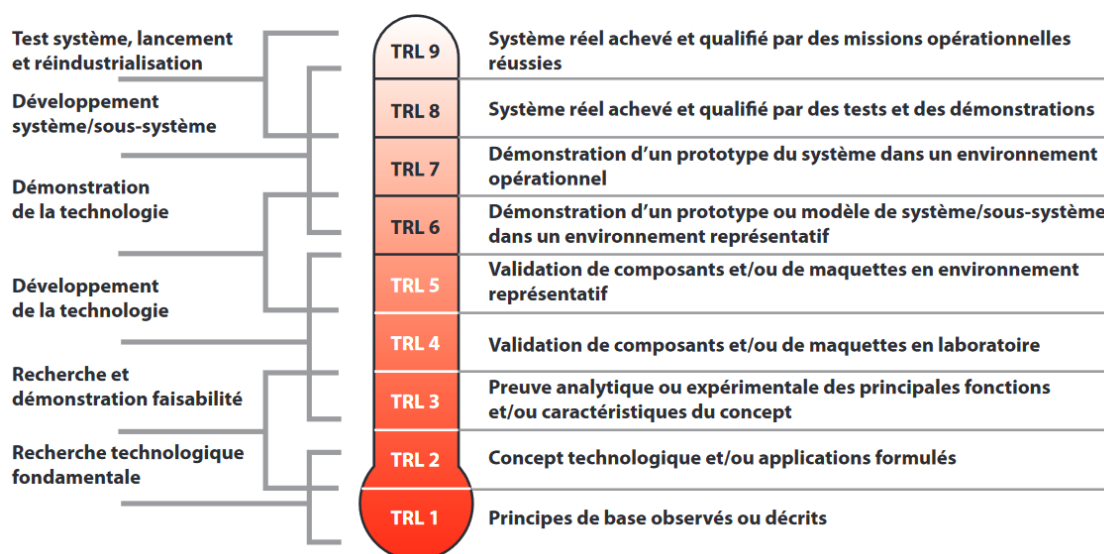 Test système, lancement
et réindustrialisation
Développement
système/sous-système
Démonstration
de la technologie
Développement
de la technologie
Recherche et
démonstration faisabilité
Recherche technologique
fondamentale
TRL 9
TRL 8
TRL 7
TRL 6
TRL 5
TRL 4
TRL 3
TRL 2
TRL 1
Système réel achevé et qualifié par des missions opérationnelles
réussies
Système réel achevé et qualifié par des tests et des démonstrations
Démonstration d’un prototype du système dans un environnement
opérationnel
Démonstration d’un prototype ou modèle de système/sous-système
dans un environnement représentatif
Validation de composants et/ou de maquettes en environnement
représentatif
Validation de composants et/ou de maquettes en laboratoire
Preuve analytique ou expérimentale des principales fonctions
et/ou caractéristiques du concept
Concept technologique et/ou applications formulés
Principes de base observés ou décrits